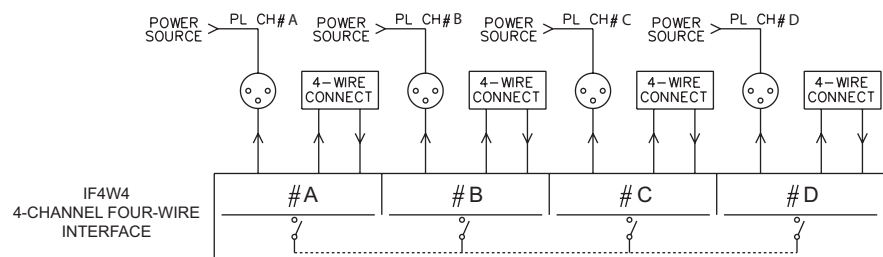 POWER SOURCE PL CH#A
POWER SOURCE PL CH#B
POWER SOURCE PL CH#C
POWER SOURCE PL CH#D
4-WIRE CONNECT
4-WIRE CONNECT
4-WIRE CONNECT
4-WIRE CONNECT
IF4W4
4-CHANNEL FOUR-WIRE
INTERFACE
#A
#B
#C
#D